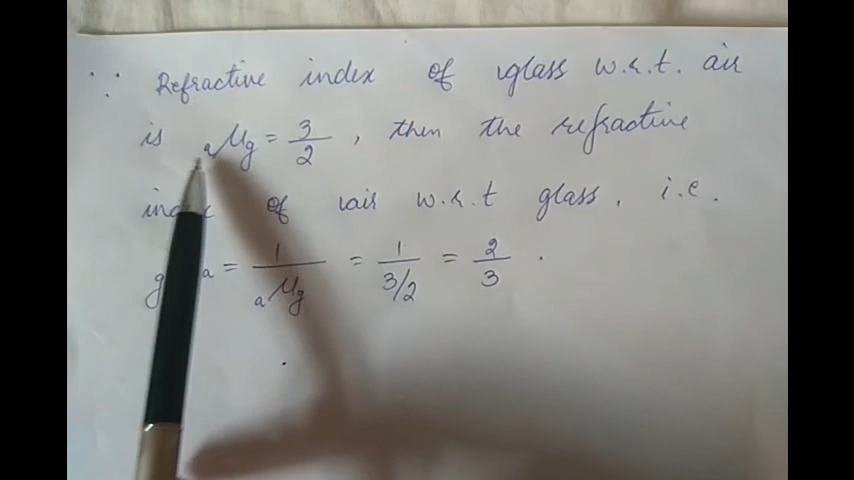 ∵ Refractive index of glass w.r.t. air
is ₐμg = 3/2 , then the refractive
of air w.r.t glass, i.e.
g a = 1/ₐμg = 1/3/2 = 2/3 .